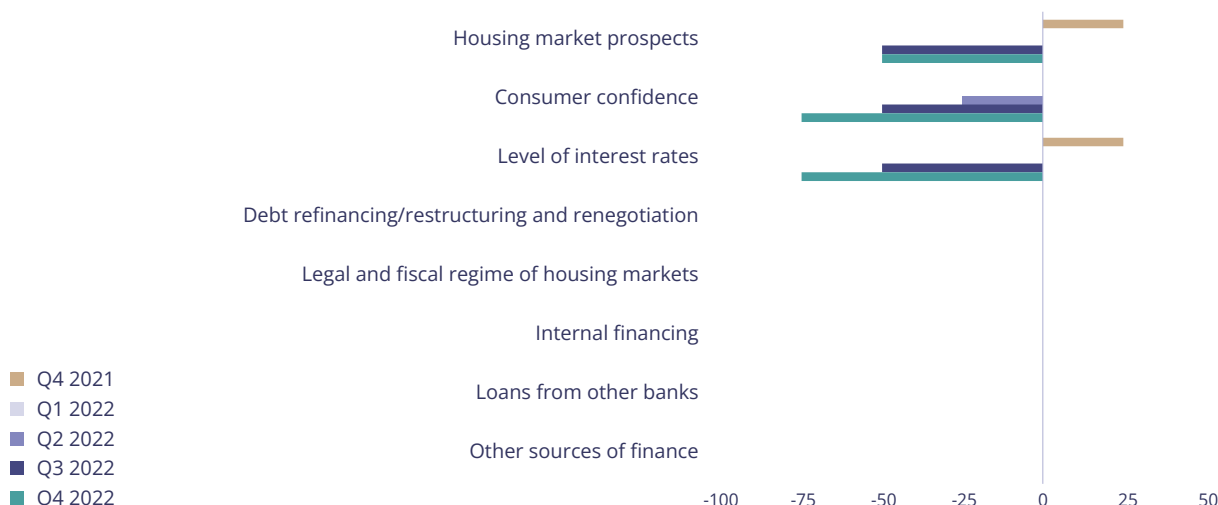 Housing market prospects
Consumer confidence
Level of interest rates
Debt refinancing/restructuring and renegotiation
Legal and fiscal regime of housing markets
Internal financing
Loans from other banks
Other sources of finance
Q4 2021
Q1 2022
Q2 2022
Q3 2022
Q4 2022
-100 -75 -50 -25 0 25 50